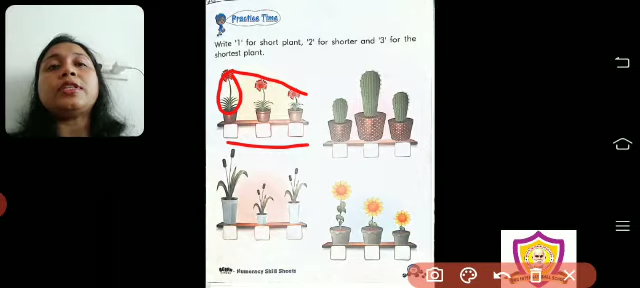 Practice Time
Write '1' for short plant, '2' for shorter and '3' for the
shortest plant.
Numeracy Skill Sheets